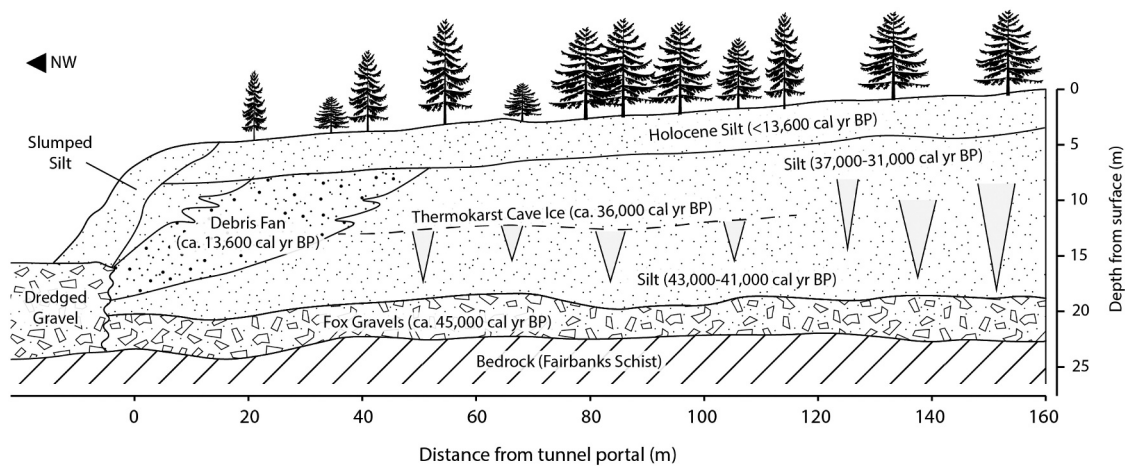 NW
0
Holocene Silt (<13,600 cal yr BP)
Slumped
Silt
5
Silt (37,000-31,000 cal yr BP)
10
Thermokarst Cave Ice (ca. 36,000 cal yr BP)
Debris Fan
(ca. 13,600 cal yr BP)
15
Silt (43,000-41,000 cal yr BP)
Dredged
Gravel
20
Fox Gravels (ca. 45,000 cal yr BP)
Bedrock (Fairbanks Schist)
25
Depth from surface (m)
0 20 40 60 80 100 120 140 160
Distance from tunnel portal (m)